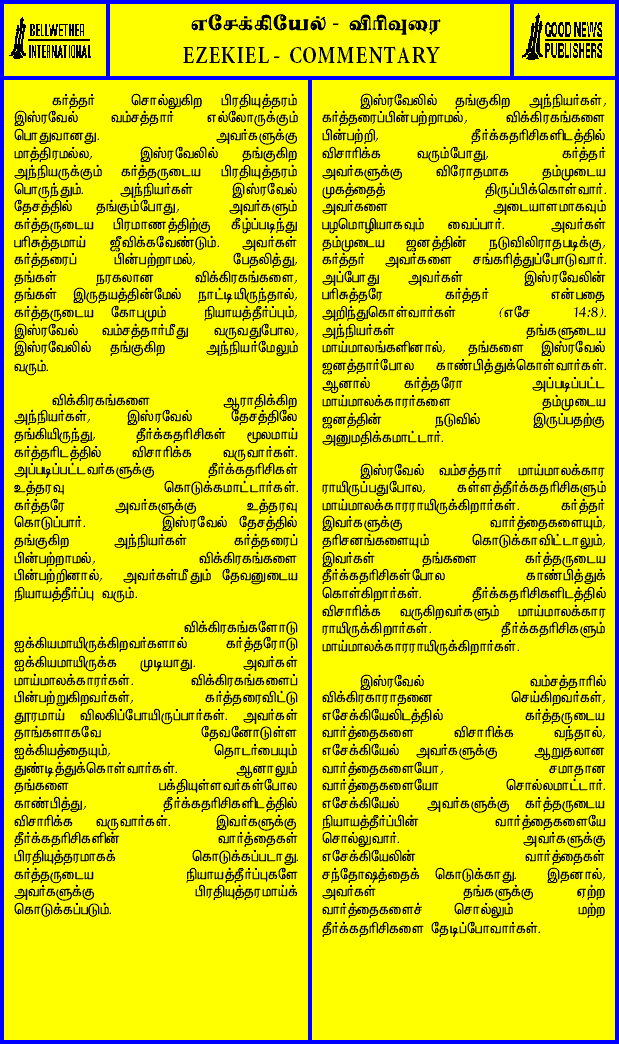 BELLWETHER
INTERNATIONAL
எசேக்கியேல் - விரிவுரை
EZEKIEL - COMMENTARY
GOOD NEWS
PUBLISHERS
கர்த்தர் சொல்லுகிற பிரதியுத்தரம்
இஸ்ரவேல் வம்சத்தார் எல்லோருக்கும்
பொதுவானது. அவர்களுக்கு
மாத்திரமல்ல, இஸ்ரவேலில் தங்குகிற
அந்நியருக்கும் கர்த்தருடைய பிரதியுத்தரம்
பொருந்தும். அந்நியர்கள் இஸ்ரவேல்
தேசத்தில் தங்கும்போது, அவர்களும்
கர்த்தருடைய பிரமாணத்திற்கு கீழ்ப்படிந்து
பரிசுத்தமாய் ஜீவிக்கவேண்டும். அவர்கள்
கர்த்தரைப் பின்பற்றாமல், பேதலித்து,
தங்கள் நரகலான விக்கிரகங்களை,
தங்கள் இருதயத்தின்மேல் நாட்டியிருந்தால்,
கர்த்தருடைய கோபமும் நியாயத்தீர்ப்பும்,
இஸ்ரவேல் வம்சத்தார்மீது வருவதுபோல,
இஸ்ரவேலில் தங்குகிற அந்நியர்மேலும்
வரும்.
விக்கிரகங்களை ஆராதிக்கிற
அந்நியர்கள், இஸ்ரவேல் தேசத்திலே
தங்கியிருந்து, தீர்க்கதரிசிகள் மூலமாய்
கர்த்தரிடத்தில் விசாரிக்க வருவார்கள்.
அப்படிப்பட்டவர்களுக்கு தீர்க்கதரிசிகள்
உத்தரவு கொடுக்கமாட்டார்கள்.
கர்த்தரே அவர்களுக்கு உத்தரவு
கொடுப்பார். இஸ்ரவேல் தேசத்தில்
தங்குகிற அந்நியர்கள் கர்த்தரைப்
பின்பற்றாமல், விக்கிரகங்களை
பின்பற்றினால், அவர்கள்மீதும் தேவனுடைய
நியாயத்தீர்ப்பு வரும்.
விக்கிரகங்களோடு
ஐக்கியமாயிருக்கிறவர்களால் கர்த்தரோடு
ஐக்கியமாயிருக்க முடியாது. அவர்கள்
மாய்மாலக்காரர்கள். விக்கிரகங்களைப்
பின்பற்றுகிறவர்கள், கர்த்தரைவிட்டு
தூரமாய் விலகிப்போயிருப்பார்கள். அவர்கள்
தாங்களாகவே தேவனோடுள்ள
ஐக்கியத்தையும், தொடர்பையும்
துண்டித்துக்கொள்வார்கள். ஆனாலும்
தங்களை பக்தியுள்ளவர்கள்போல
காண்பித்து, தீர்க்கதரிசிகளிடத்தில்
விசாரிக்க வருவார்கள். இவர்களுக்கு
தீர்க்கதரிசிகளின் வார்த்தைகள்
பிரதியுத்தரமாகக் கொடுக்கப்படாது.
கர்த்தருடைய நியாயத்தீர்ப்புகளே
அவர்களுக்கு பிரதியுத்தரமாய்க்
கொடுக்கப்படும்.
இஸ்ரவேலில் தங்குகிற அந்நியர்கள்,
கர்த்தரைப்பின்பற்றாமல், விக்கிரகங்களை
பின்பற்றி, தீர்க்கதரிசிகளிடத்தில்
விசாரிக்க வரும்போது, கர்த்தர்
அவர்களுக்கு விரோதமாக தம்முடைய
முகத்தைத் திருப்பிக்கொள்வார்.
அவர்களை அடையாளமாகவும்
பழமொழியாகவும் வைப்பார். அவர்கள்
தம்முடைய ஜனத்தின் நடுவிலிராதபடிக்கு,
கர்த்தர் அவர்களை சங்கரித்துப்போடுவார்.
அப்போது அவர்கள் இஸ்ரவேலின்
பரிசுத்தரே கர்த்தர் என்பதை
அறிந்துகொள்வார்கள் (எசே 14:8).
அந்நியர்கள் தங்களுடைய
மாய்மாலங்களினால், தங்களை இஸ்ரவேல்
ஜனத்தார்போல காண்பித்துக்கொள்வார்கள்.
ஆனால் கர்த்தரோ அப்படிப்பட்ட
மாய்மாலக்காரர்களை தம்முடைய
ஜனத்தின் நடுவில் இருப்பதற்கு
அனுமதிக்கமாட்டார்.
இஸ்ரவேல் வம்சத்தார் மாய்மாலக்கார
ராயிருப்பதுபோல, கள்ளத்தீர்க்கதரிசிகளும்
மாய்மாலக்காரராயிருக்கிறார்கள். கர்த்தர்
இவர்களுக்கு வார்த்தைகளையும்,
தரிசனங்களையும் கொடுக்காவிட்டாலும்,
இவர்கள் தங்களை கர்த்தருடைய
தீர்க்கதரிசிகள்போல காண்பித்துக்
கொள்கிறார்கள். தீர்க்கதரிசிகளிடத்தில்
விசாரிக்க வருகிறவர்களும் மாய்மாலக்கார
ராயிருக்கிறார்கள். தீர்க்கதரிசிகளும்
மாய்மாலக்காரராயிருக்கிறார்கள்.
இஸ்ரவேல் வம்சத்தாரில்
விக்கிரகாராதனை செய்கிறவர்கள்,
எசேக்கியேலிடத்தில் கர்த்தருடைய
வார்த்தைகளை விசாரிக்க வந்தால்,
எசேக்கியேல் அவர்களுக்கு ஆறுதலான
வார்த்தைகளையோ, சமாதான
வார்த்தைகளையோ சொல்லமாட்டார்.
எசேக்கியேல் அவர்களுக்கு கர்த்தருடைய
நியாயத்தீர்ப்பின் வார்த்தைகளையே
சொல்லுவார். அவர்களுக்கு
எசேக்கியேலின் வார்த்தைகள்
சந்தோஷத்தைக் கொடுக்காது. இதனால்,
அவர்கள் தங்களுக்கு ஏற்ற
வார்த்தைகளைச் சொல்லும் மற்ற
தீர்க்கதரிசிகளை தேடிப்போவார்கள்.